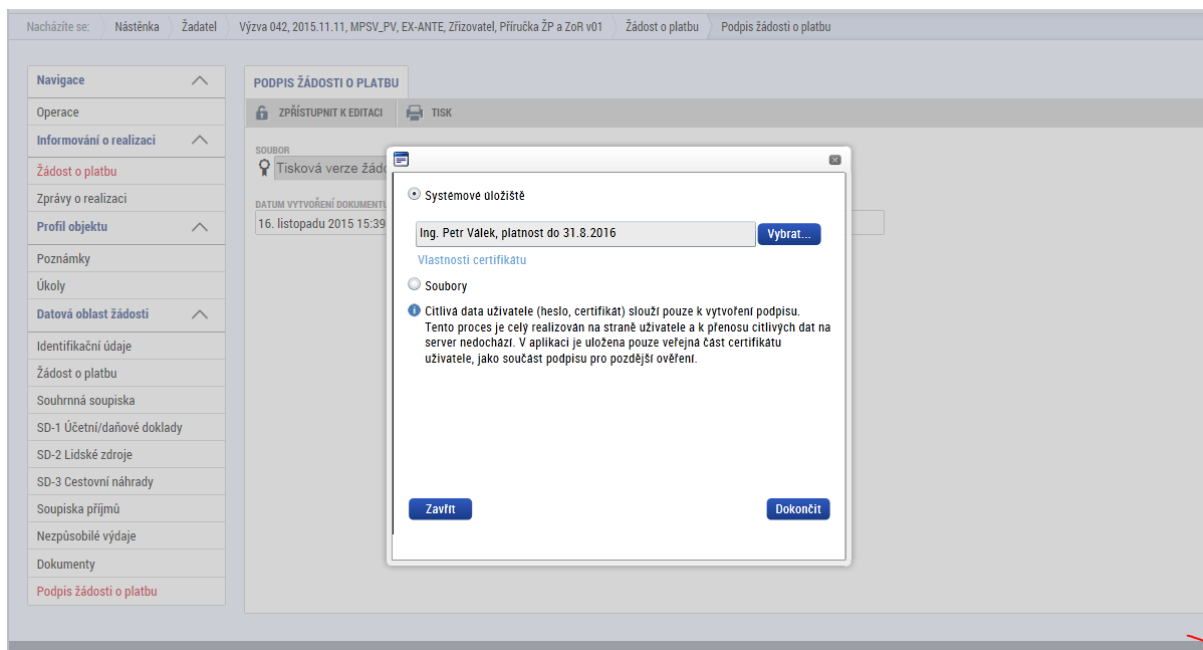 Nacházíte se: Nástěnka Žadatel Výzva 042, 2015.11.11, MPSV_PV, EX-ANTE, Zřizovatel, Příručka ŽP a ZoR v01 Žádost o platbu Podpis žádosti o platbu
Navigace
Operace
Informování o realizaci
Žádost o platbu
Zprávy o realizaci
Profil objektu
Poznámky
Úkoly
Datová oblast žádosti
Identifikační údaje
Žádost o platbu
Souhrnná soupiska
SD-1 Účetní/daňové doklady
SD-2 Lidské zdroje
SD-3 Cestovní náhrady
Soupiska příjmů
Nezpůsobilé výdaje
Dokumenty
Podpis žádosti o platbu
PODPIS ŽÁDOSTI O PLATBU
ZPŘÍSTUPNIT K EDITACI TISK
SOUBOR
Tisková verze
DATUM VYTVOŘENÍ
16. listopadu 2015 15:39
Systémové úložiště
Ing. Petr Válek, platnost do 31.8.2016 Vybrat...
Vlastnosti certifikátu
Soubory
Citlivá data uživatele (heslo, certifikát) slouží pouze k vytvoření podpisu.
Tento proces je celý realizován na straně uživatele a k přenosu citlivých dat na
server nedochází. V aplikaci je uložena pouze veřejná část certifikátu
uživatele, jako součást podpisu pro pozdější ověření.
Zavřít Dokončit